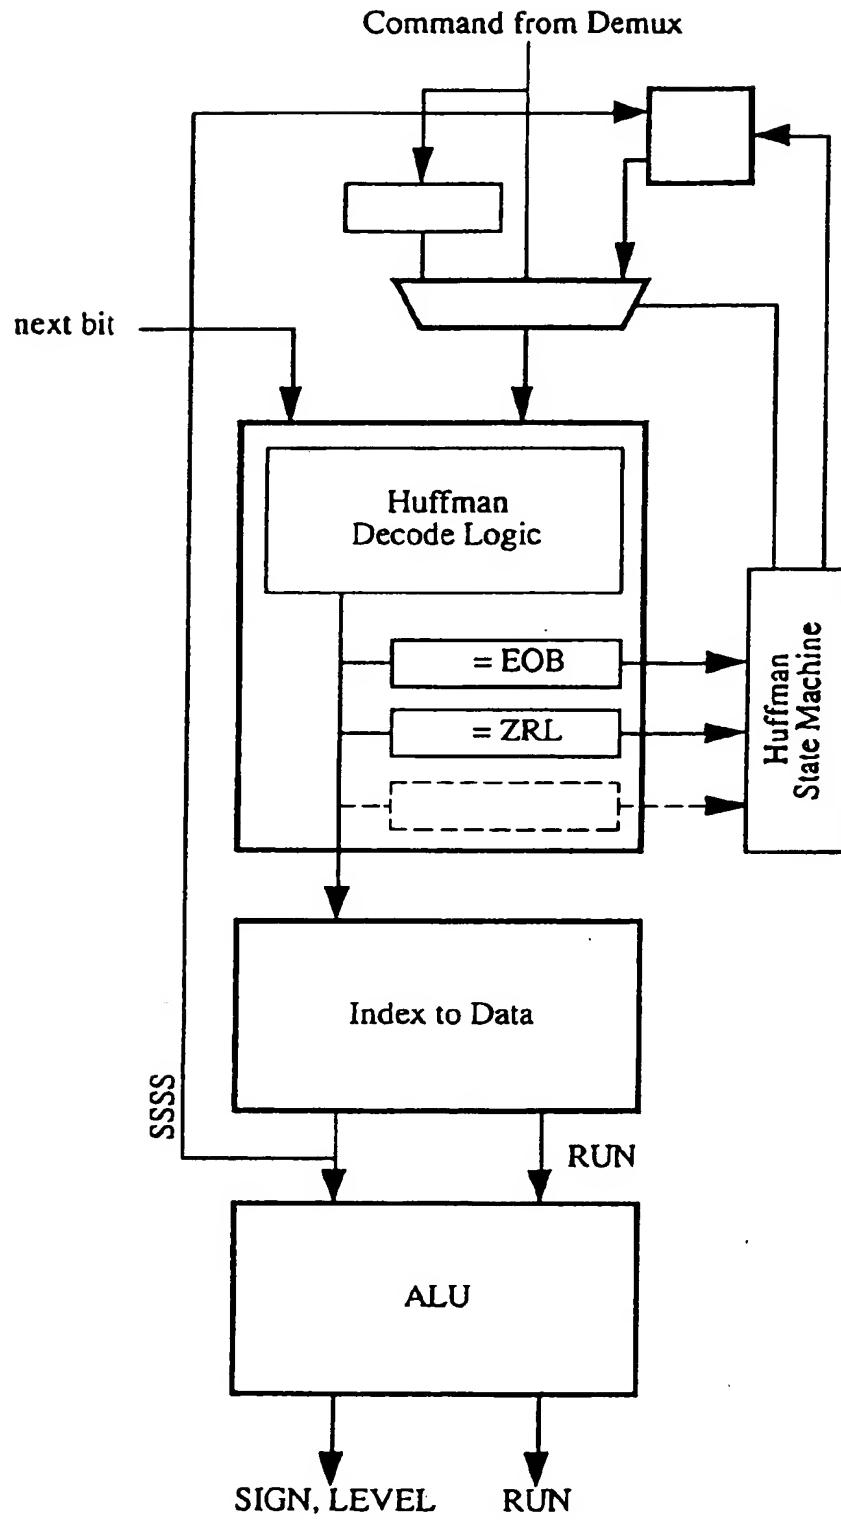 Command from Demux
next bit
Huffman
Decode Logic
= EOB
= ZRL
Huffman
State Machine
Index to Data
SSSS
RUN
ALU
SIGN, LEVEL
RUN